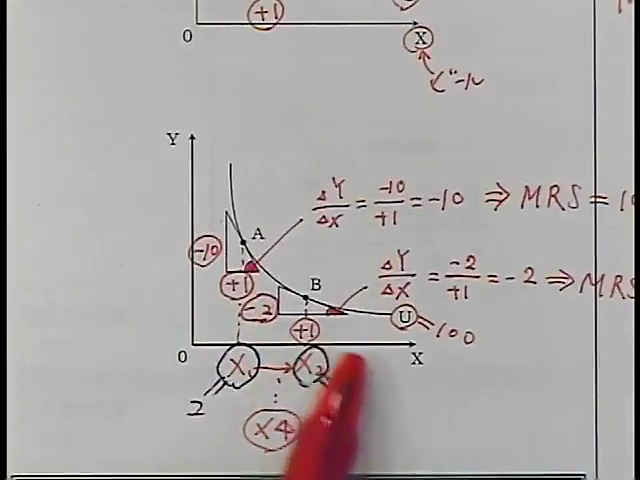 +1
0
X
ビール
Y
ΔY/ΔX = -10/+1 = -10 ⇒ MRS = 10
-10
A
+1
ΔY/ΔX = -2/+1 = -2 ⇒ MRS
-2
B
+1
U = 100
0
X
X₁ → X₂
2
×4